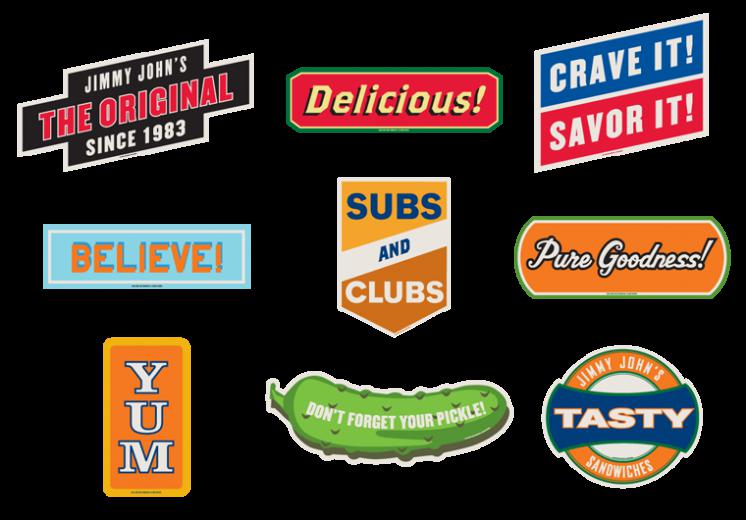 JIMMY JOHN'S
THE ORIGINAL
SINCE 1983
Delicious!
CRAVE IT!
SAVOR IT!
BELIEVE!
SUBS
AND
CLUBS
Pure Goodness!
YUM
DON'T FORGET YOUR PICKLE!
JIMMY JOHN'S
TASTY
SANDWICHES